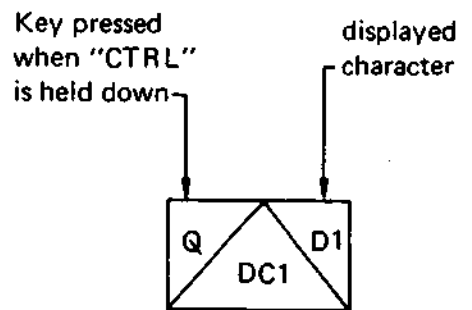 Key pressed
when "CTRL"
is held down
displayed
character
Q
D1
DC1